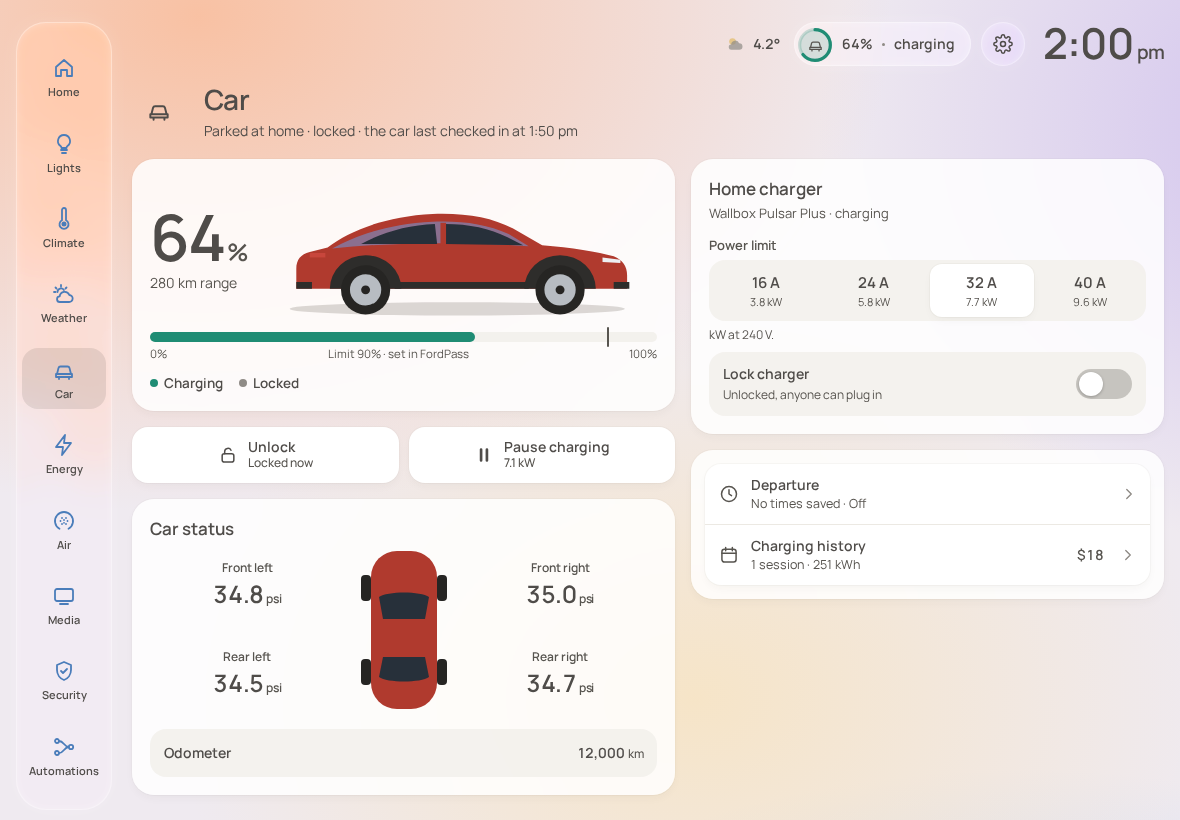 4.2°
64% · charging
2:00 pm
Home
Lights
Climate
Weather
Car
Energy
Air
Media
Security
Automations
Car
Parked at home · locked · the car last checked in at 1:50 pm
64%
280 km range
0%
Limit 90% · set in FordPass
100%
Charging
Locked
Unlock
Locked now
Pause charging
7.1 kW
Car status
Front left
34.8 psi
Front right
35.0 psi
Rear left
34.5 psi
Rear right
34.7 psi
Odometer
12,000 km
Home charger
Wallbox Pulsar Plus · charging
Power limit
16 A
3.8 kW
24 A
5.8 kW
32 A
7.7 kW
40 A
9.6 kW
kW at 240 V.
Lock charger
Unlocked, anyone can plug in
Departure
No times saved · Off
Charging history
1 session · 251 kWh
$18